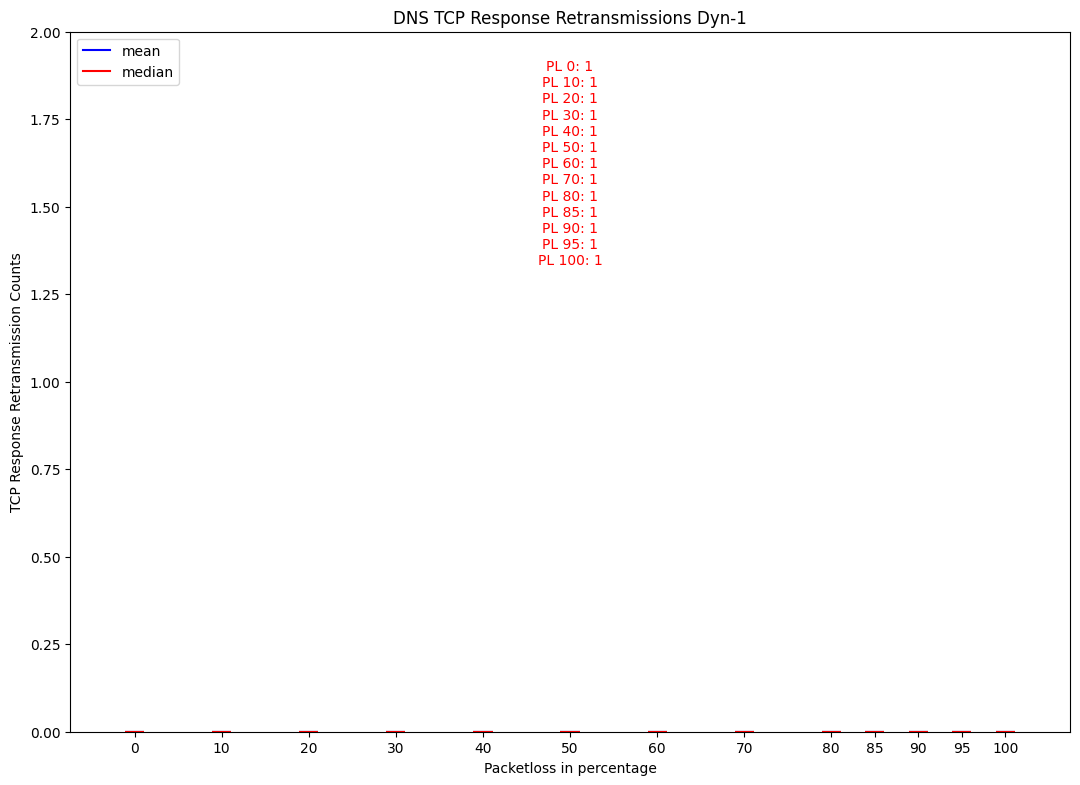 DNS TCP Response Retransmissions Dyn-1
mean
median
PL 0: 1
PL 10: 1
PL 20: 1
PL 30: 1
PL 40: 1
PL 50: 1
PL 60: 1
PL 70: 1
PL 80: 1
PL 85: 1
PL 90: 1
PL 95: 1
PL 100: 1
TCP Response Retransmission Counts
2.00
1.75
1.50
1.25
1.00
0.75
0.50
0.25
0.00
0 10 20 30 40 50 60 70 80 85 90 95 100
Packetloss in percentage